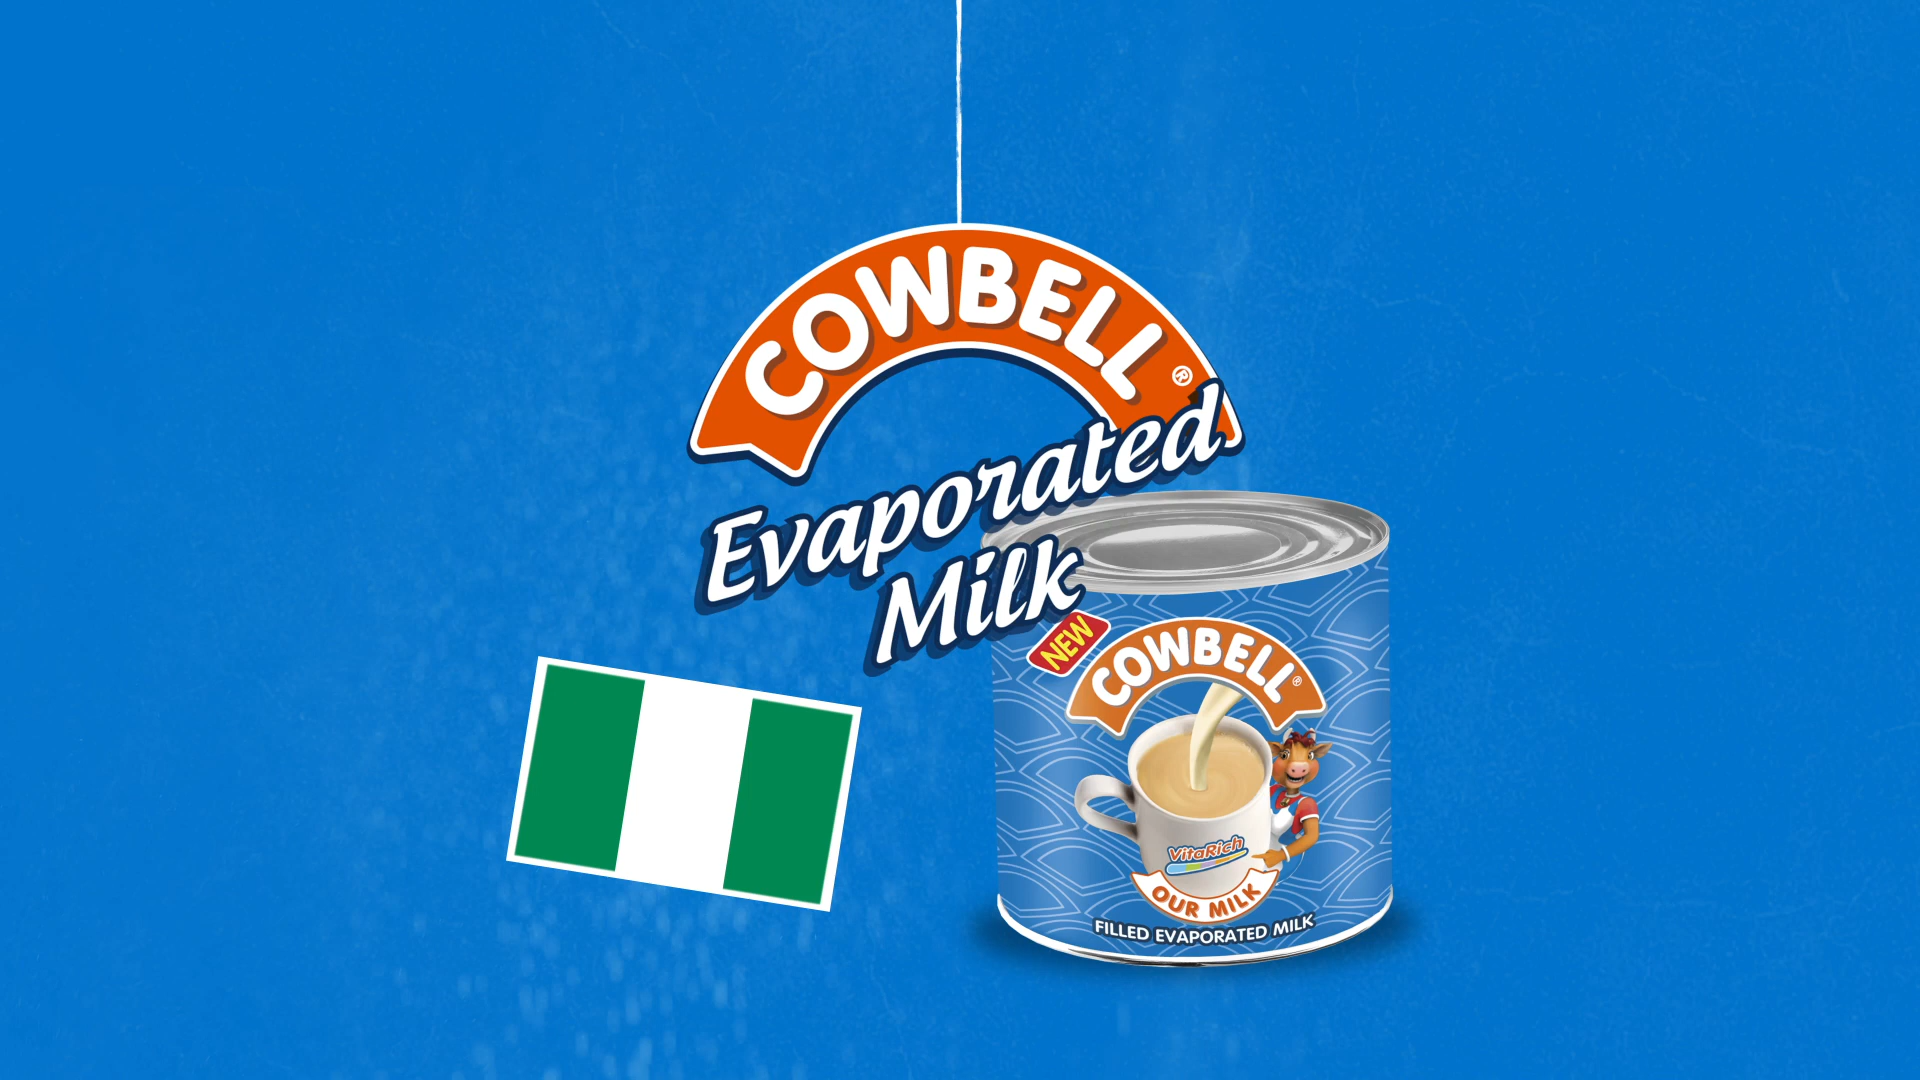 COWBELL®
Evaporated
Milk
NEW
COWBELL®
VitaRich
OUR MILK
FILLED EVAPORATED MILK